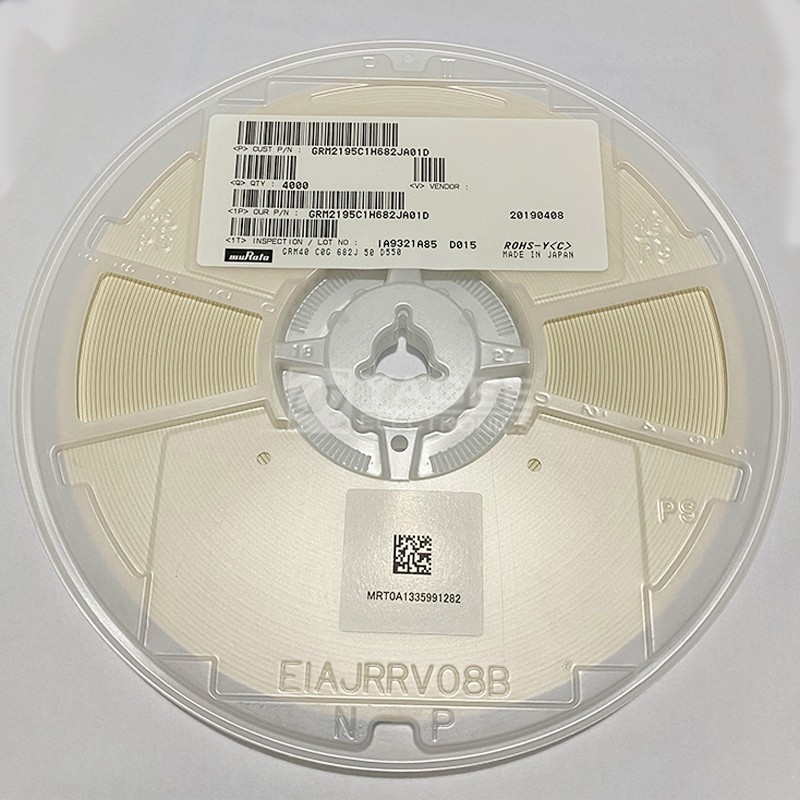 <P> CUST P/N : GRM2195C1H682JA01D
<Q> QTY : 4000 <V> VENDOR :
<1P> OUR P/N : GRM2195C1H682JA01D 20190408
<1T> INSPECTION / LOT NO : IA9321A85 D015 ROHS-Y<C>
muRata GRM40 C0G 682J 50 D550 MADE IN JAPAN
18 27
PS
MRT0A1335991282
EIAJRRV08B
N P